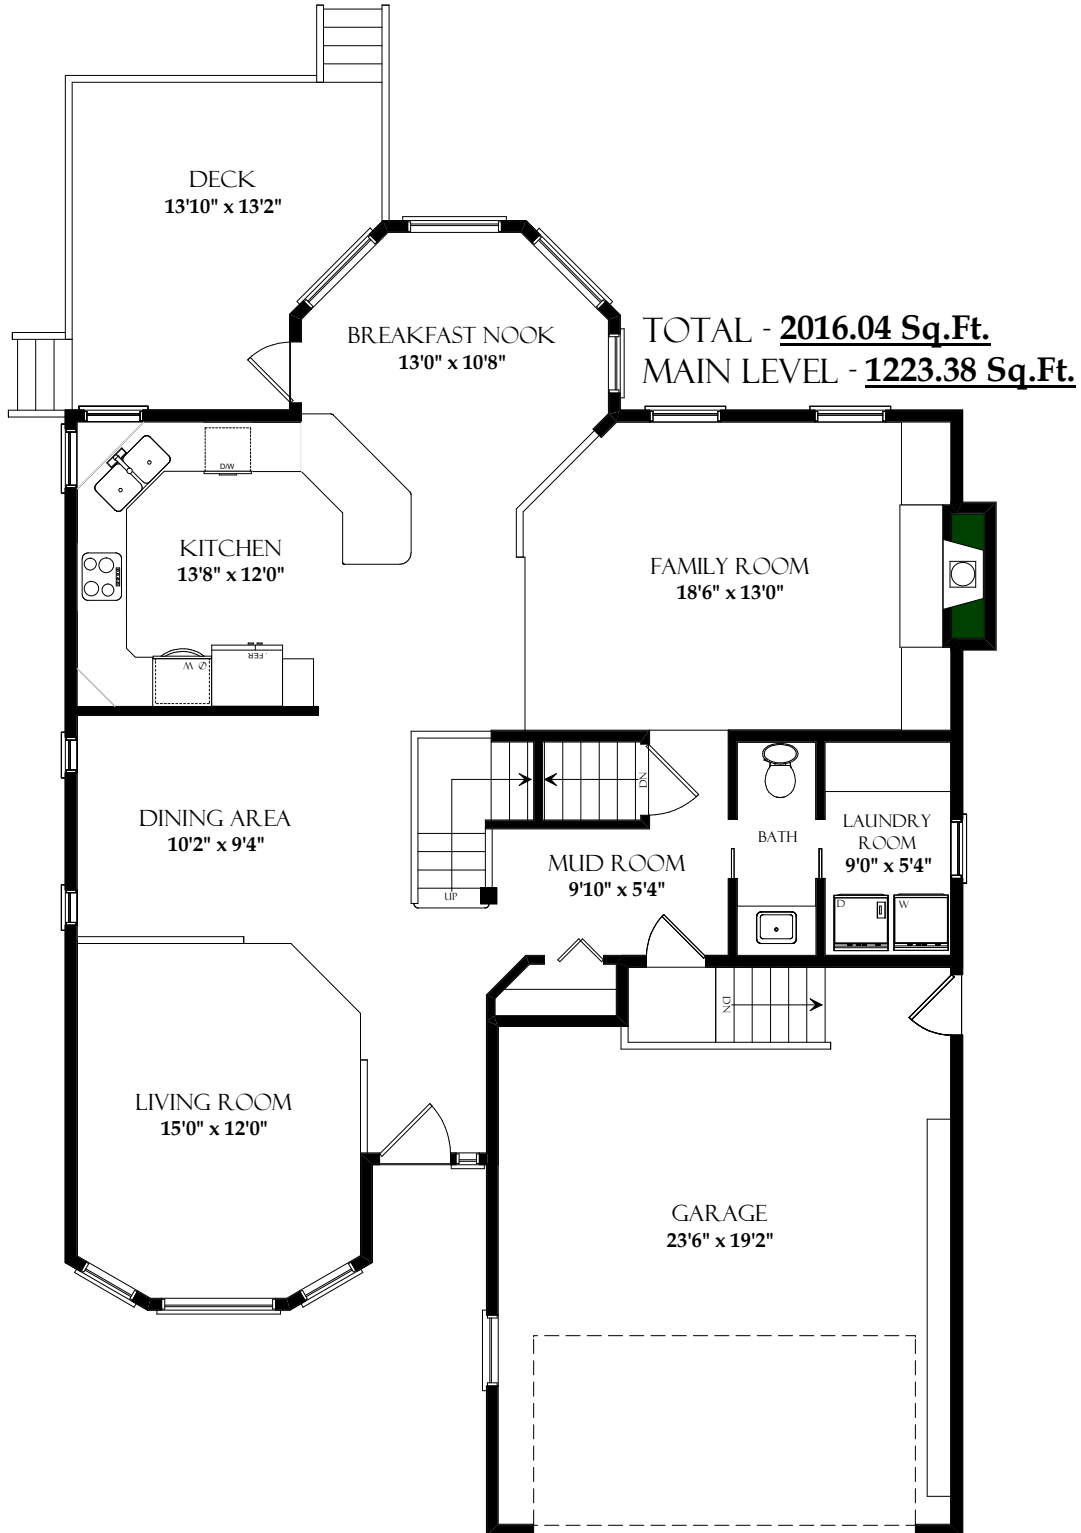 DECK
13'10" x 13'2"
BREAKFAST NOOK
13'0" x 10'8"
TOTAL - 2016.04 Sq.Ft.
MAIN LEVEL - 1223.38 Sq.Ft.
D/W
KITCHEN
13'8" x 12'0"
FAMILY ROOM
18'6" x 13'0"
W Ø
.FER
DN
DINING AREA
10'2" x 9'4"
BATH
LAUNDRY
ROOM
9'0" x 5'4"
MUD ROOM
9'10" x 5'4"
UP
D
W
DN
LIVING ROOM
15'0" x 12'0"
GARAGE
23'6" x 19'2"